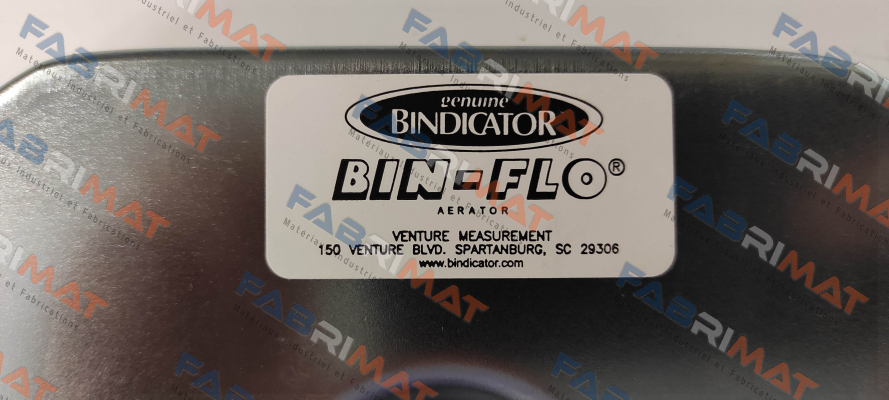 genuine
BINDICATOR
BIN-FLO®
AERATOR
VENTURE MEASUREMENT
150 VENTURE BLVD. SPARTANBURG, SC 29306
www.bindicator.com
FABRIMAT
Matériaux Industriel et Fabrications